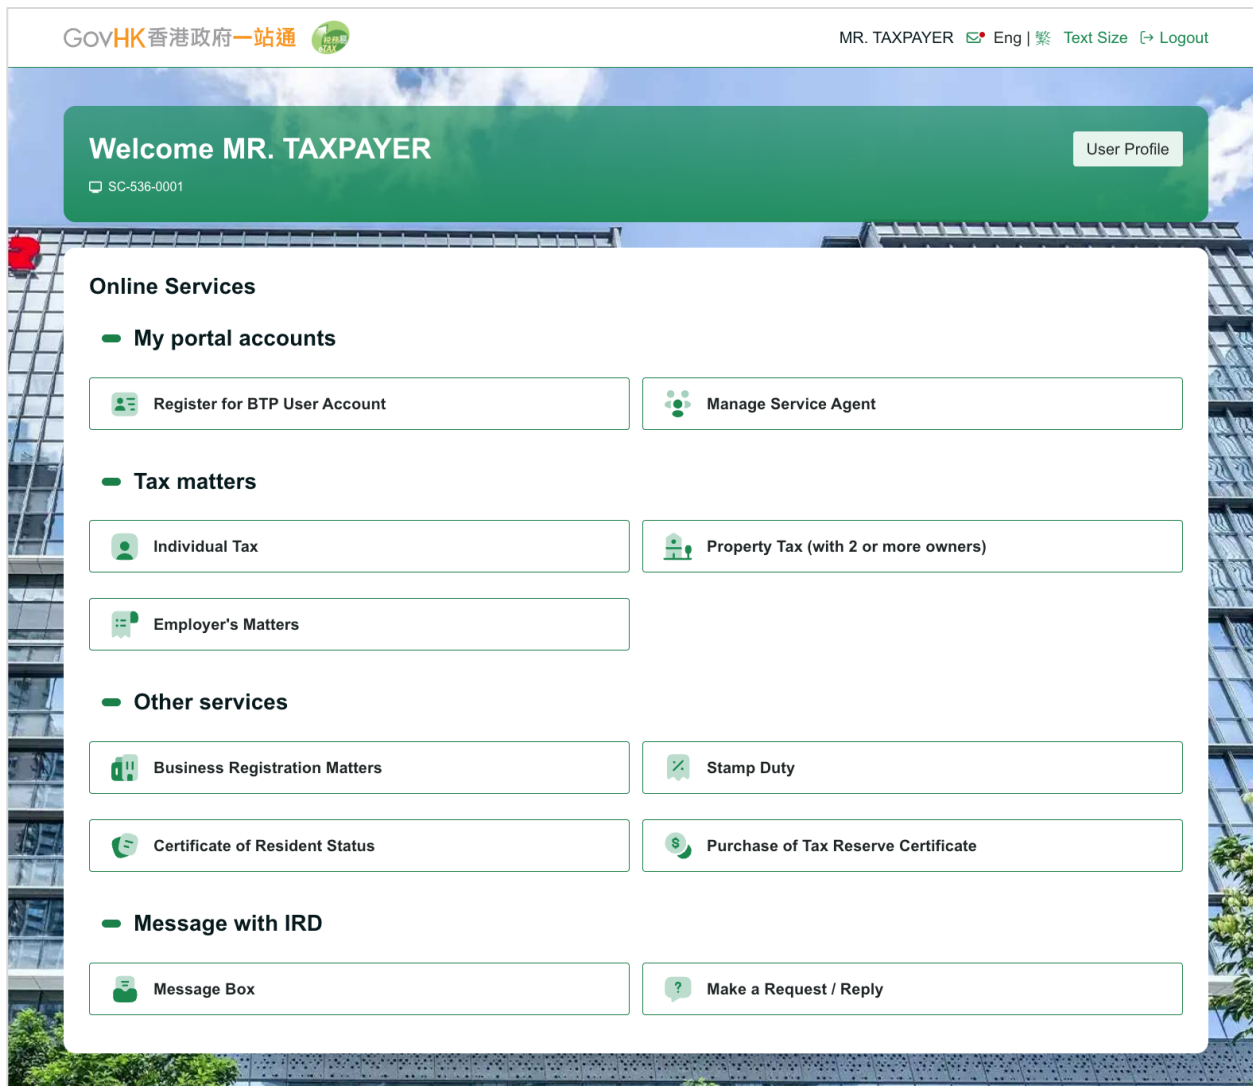 GovHK香港政府一站通 税務易 eTAX
MR. TAXPAYER Eng | 繁 Text Size Logout
Welcome MR. TAXPAYER
User Profile
SC-536-0001
Online Services
My portal accounts
Register for BTP User Account
Manage Service Agent
Tax matters
Individual Tax
Property Tax (with 2 or more owners)
Employer's Matters
Other services
Business Registration Matters
Stamp Duty
Certificate of Resident Status
Purchase of Tax Reserve Certificate
Message with IRD
Message Box
Make a Request / Reply